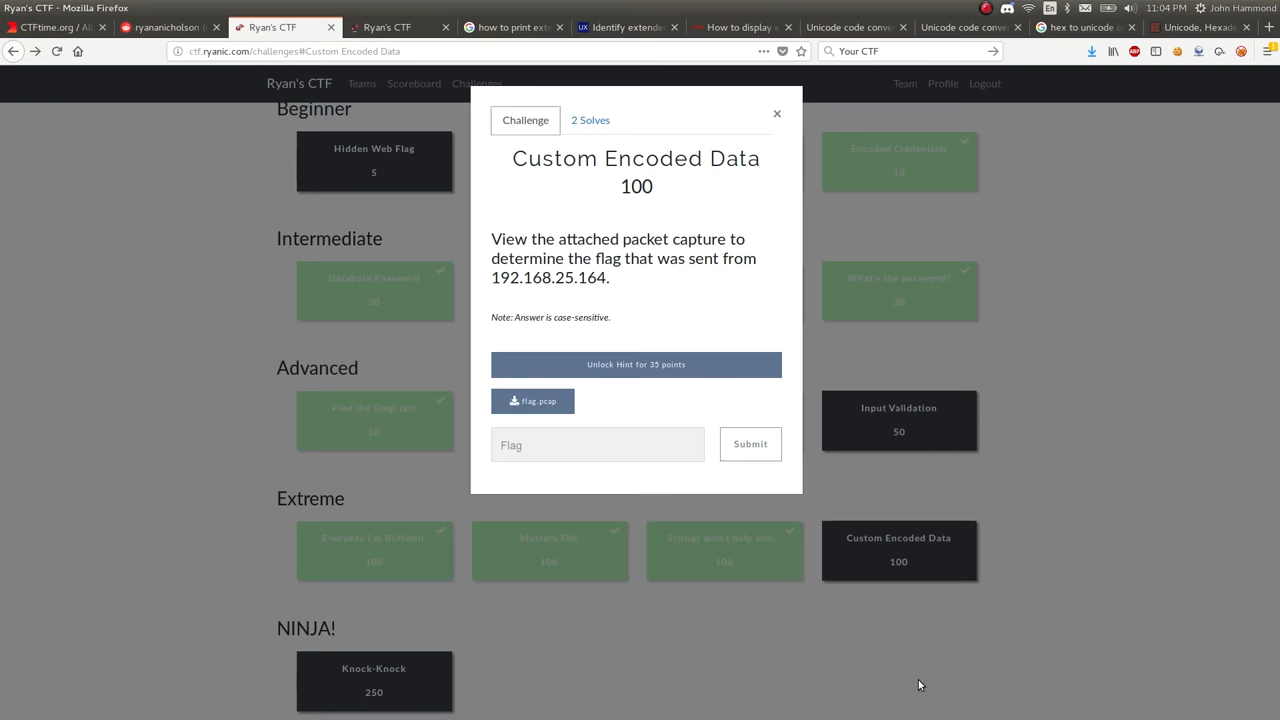 Ryan's CTF - Mozilla Firefox
En
11:04 PM
John Hammond
CTFtime.org / Al
ryananicholson (u
Ryan's CTF
Ryan's CTF
how to print exte
Identify extended
How to display e
Unicode code conv
Unicode code conv
hex to unicode c
Unicode, Hexade
ctf.ryanic.com/challenges#Custom Encoded Data
Your CTF
Ryan's CTF
Teams
Scoreboard
Challenges
Team
Profile
Logout
Beginner
Hidden Web Flag
5
Encoded Credentials
10
Challenge
2 Solves
×
Custom Encoded Data
100
View the attached packet capture to
determine the flag that was sent from
192.168.25.164.
Note: Answer is case-sensitive.
Unlock Hint for 35 points
flag.pcap
Flag
Submit
Intermediate
Database Password
30
What's the password?
30
Advanced
Find the Flag!
50
Input Validation
50
Extreme
Everyday I'm Bufferin'
100
Mystery File
100
Strings won't help you.
100
Custom Encoded Data
100
NINJA!
Knock-Knock
250